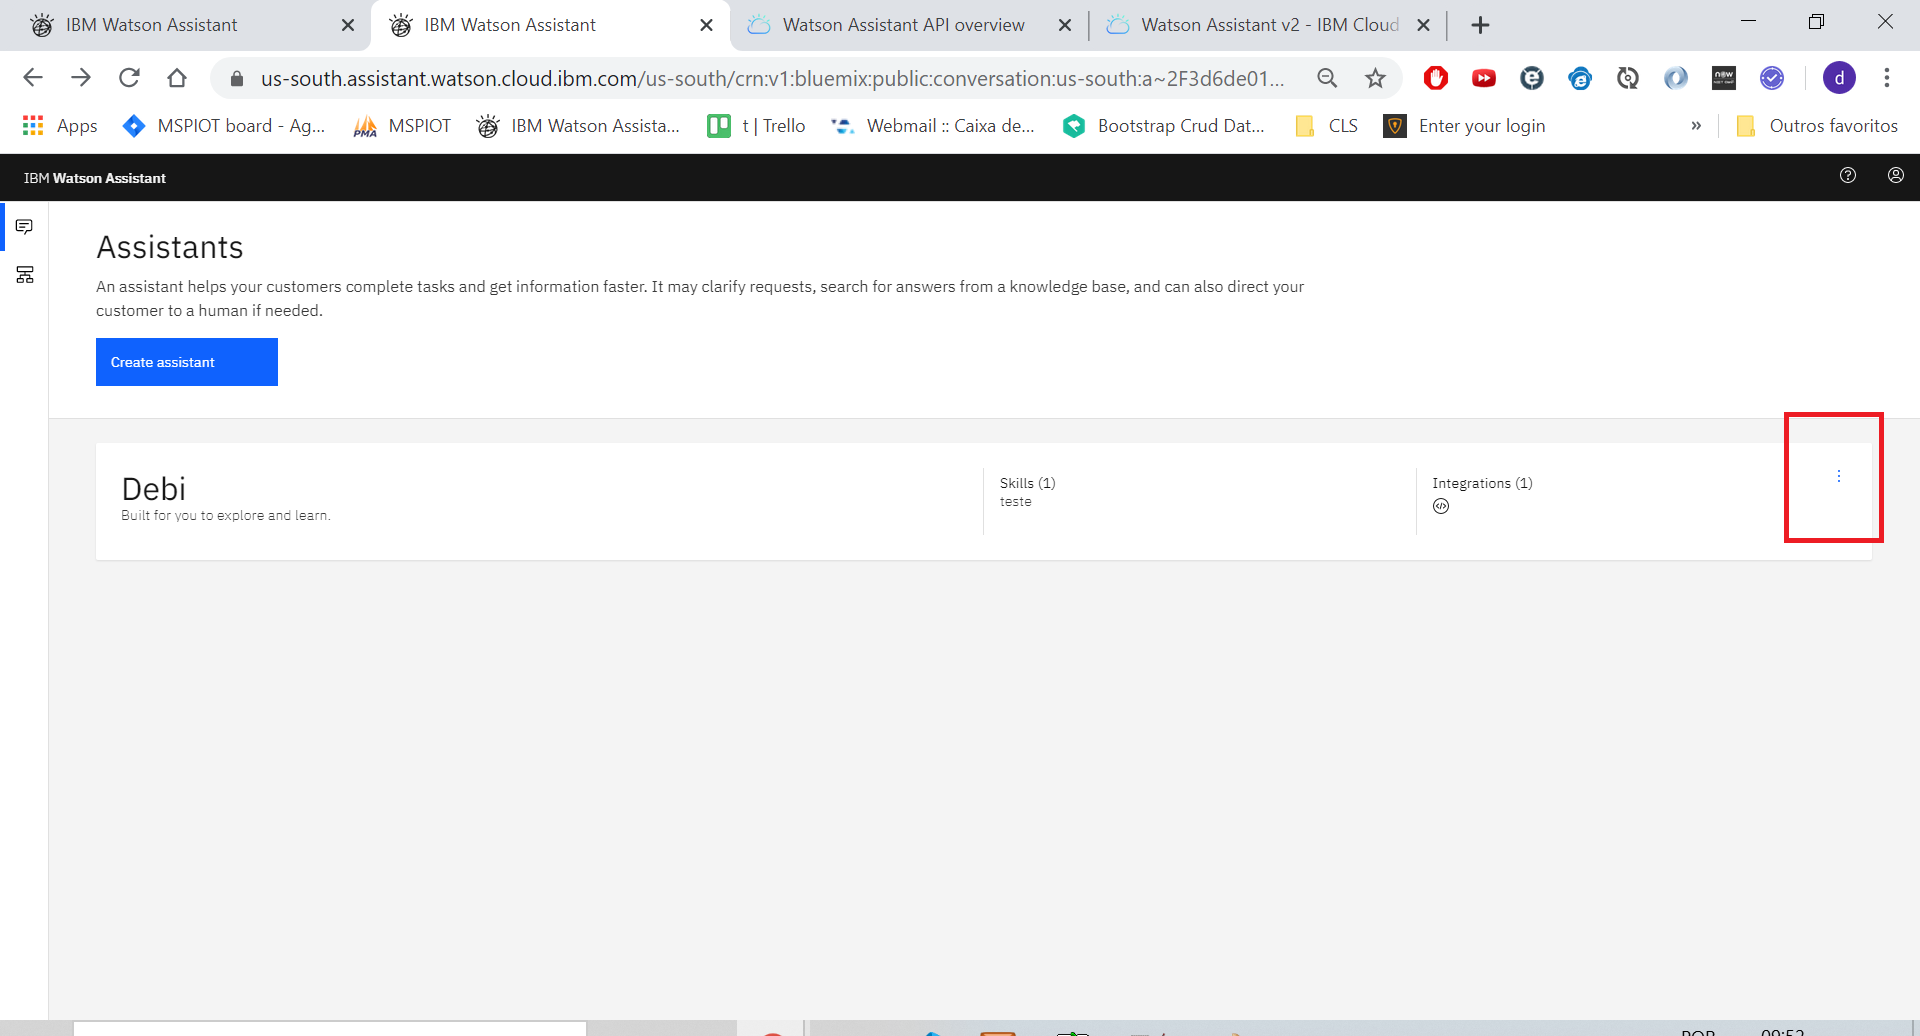 IBM Watson Assistant
IBM Watson Assistant
Watson Assistant API overview
Watson Assistant v2 - IBM Cloud
us-south.assistant.watson.cloud.ibm.com/us-south/crn:v1:bluemix:public:conversation:us-south:a~2F3d6de01...
d
Apps
MSPIOT board - Ag...
MSPIOT
IBM Watson Assista...
t | Trello
Webmail :: Caixa de...
Bootstrap Crud Dat...
CLS
Enter your login
»
Outros favoritos
IBM Watson Assistant
Assistants
An assistant helps your customers complete tasks and get information faster. It may clarify requests, search for answers from a knowledge base, and can also direct your
customer to a human if needed.
Create assistant
Debi
Built for you to explore and learn.
Skills (1)
teste
Integrations (1)